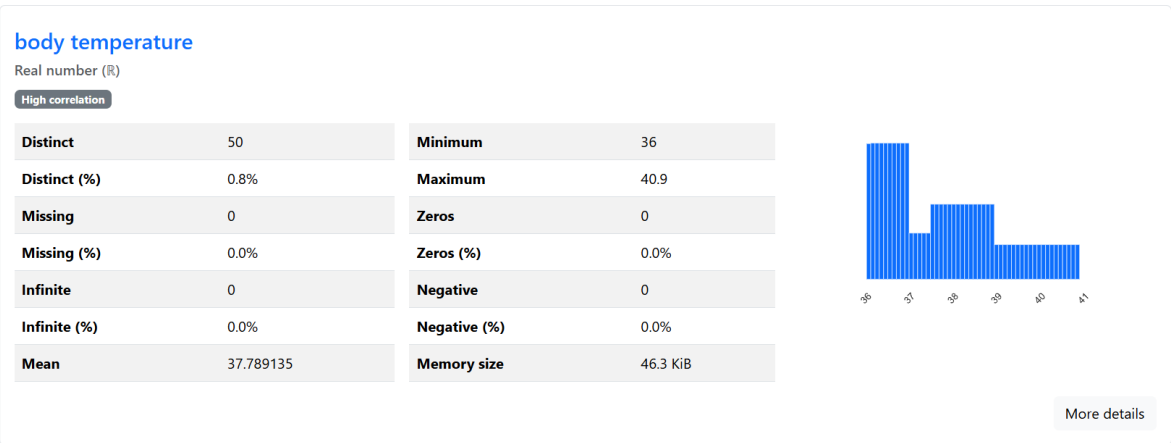 body temperature
Real number (ℝ)
High correlation
Distinct 50
Distinct (%) 0.8%
Missing 0
Missing (%) 0.0%
Infinite 0
Infinite (%) 0.0%
Mean 37.789135
Minimum 36
Maximum 40.9
Zeros 0
Zeros (%) 0.0%
Negative 0
Negative (%) 0.0%
Memory size 46.3 KiB
36 37 38 39 40 41
More details